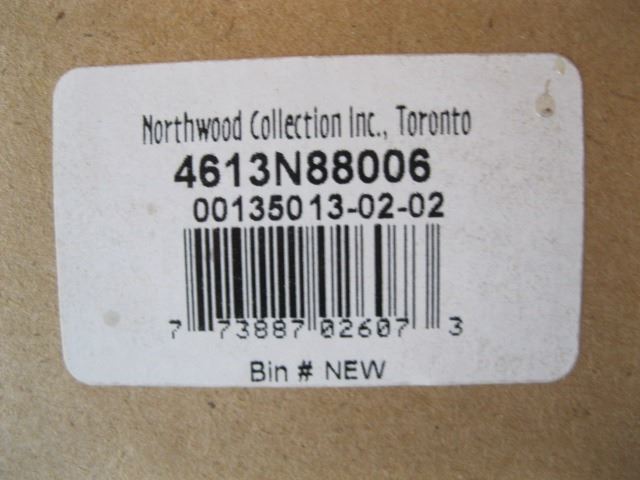 Northwood Collection Inc., Toronto
4613N88006
00135013-02-02
7 73887 02607 3
Bin # NEW